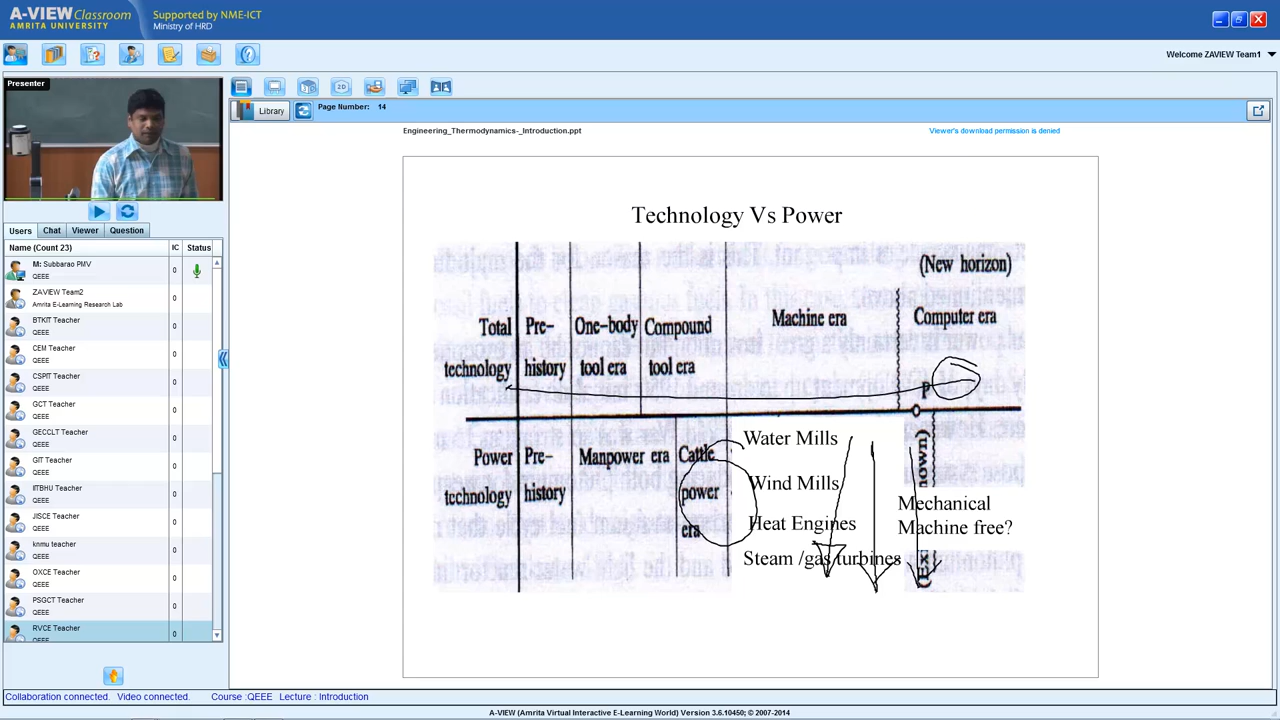 A-VIEW Classroom
AMRITA UNIVERSITY
Supported by NME-ICT
Ministry of HRD
Welcome ZAVIEW Team1
Presenter
Library
Page Number: 14
Engineering_Thermodynamics-_Introduction.ppt
Viewer's download permission is denied
Users Chat Viewer Question
Name (Count 23) IC Status
M: Subbarao PMV
QEEE
0
ZAVIEW Team2
Amrita E-Learning Research Lab
0
BTKIT Teacher
QEEE
0
CEM Teacher
QEEE
0
CSPIT Teacher
QEEE
0
GCT Teacher
QEEE
0
GECCLT Teacher
QEEE
0
GIT Teacher
QEEE
0
IITBHU Teacher
QEEE
0
JISCE Teacher
QEEE
0
knmu teacher
QEEE
0
OXCE Teacher
QEEE
0
PSGCT Teacher
QEEE
0
RVCE Teacher
QEEE
0
Technology Vs Power
(New horizon)
Total technology
Pre-history
One-body tool era
Compound tool era
Machine era
Computer era
P
Power technology
Pre-history
Manpower era
Cattle power era
Water Mills
Wind Mills
Heat Engines
Steam /gas turbines
Mechanical
Machine free?
Collaboration connected. Video connected. Course :QEEE Lecture : Introduction
A-VIEW (Amrita Virtual Interactive E-Learning World) Version 3.6.10450; © 2007-2014